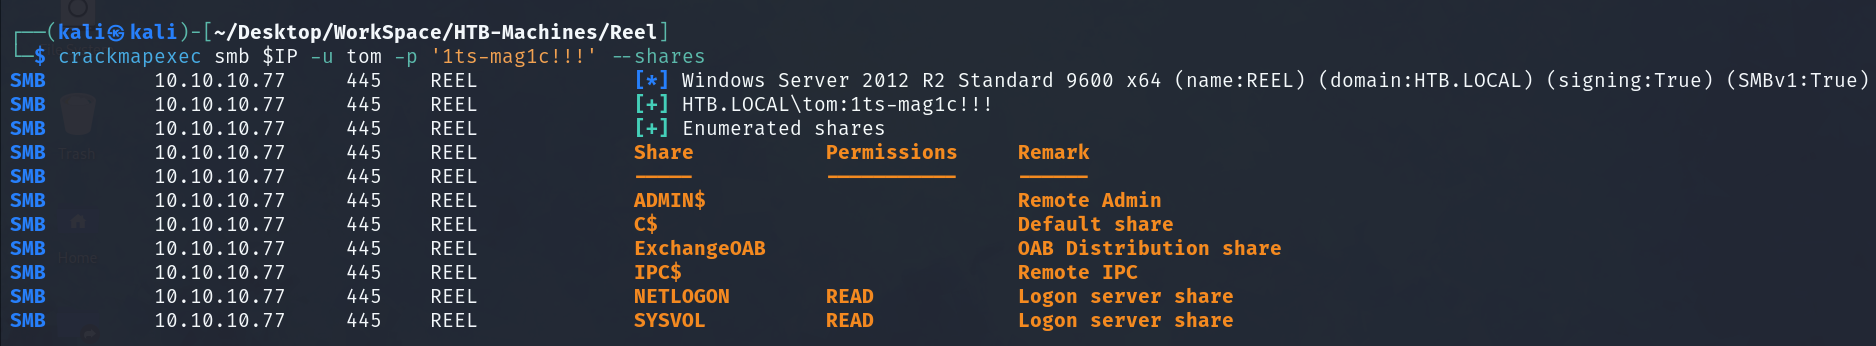 ┌──(kali㉿kali)-[~/Desktop/WorkSpace/HTB-Machines/Reel]
└─$ crackmapexec smb $IP -u tom -p '1ts-mag1c!!!' --shares
SMB         10.10.10.77     445    REEL             [*] Windows Server 2012 R2 Standard 9600 x64 (name:REEL) (domain:HTB.LOCAL) (signing:True) (SMBv1:True)
SMB         10.10.10.77     445    REEL             [+] HTB.LOCAL\tom:1ts-mag1c!!!
SMB         10.10.10.77     445    REEL             [+] Enumerated shares
SMB         10.10.10.77     445    REEL             Share           Permissions     Remark
SMB         10.10.10.77     445    REEL             -----           -----------     ------
SMB         10.10.10.77     445    REEL             ADMIN$                          Remote Admin
SMB         10.10.10.77     445    REEL             C$                              Default share
SMB         10.10.10.77     445    REEL             ExchangeOAB                     OAB Distribution share
SMB         10.10.10.77     445    REEL             IPC$                            Remote IPC
SMB         10.10.10.77     445    REEL             NETLOGON        READ            Logon server share
SMB         10.10.10.77     445    REEL             SYSVOL          READ            Logon server share
Trash
Home